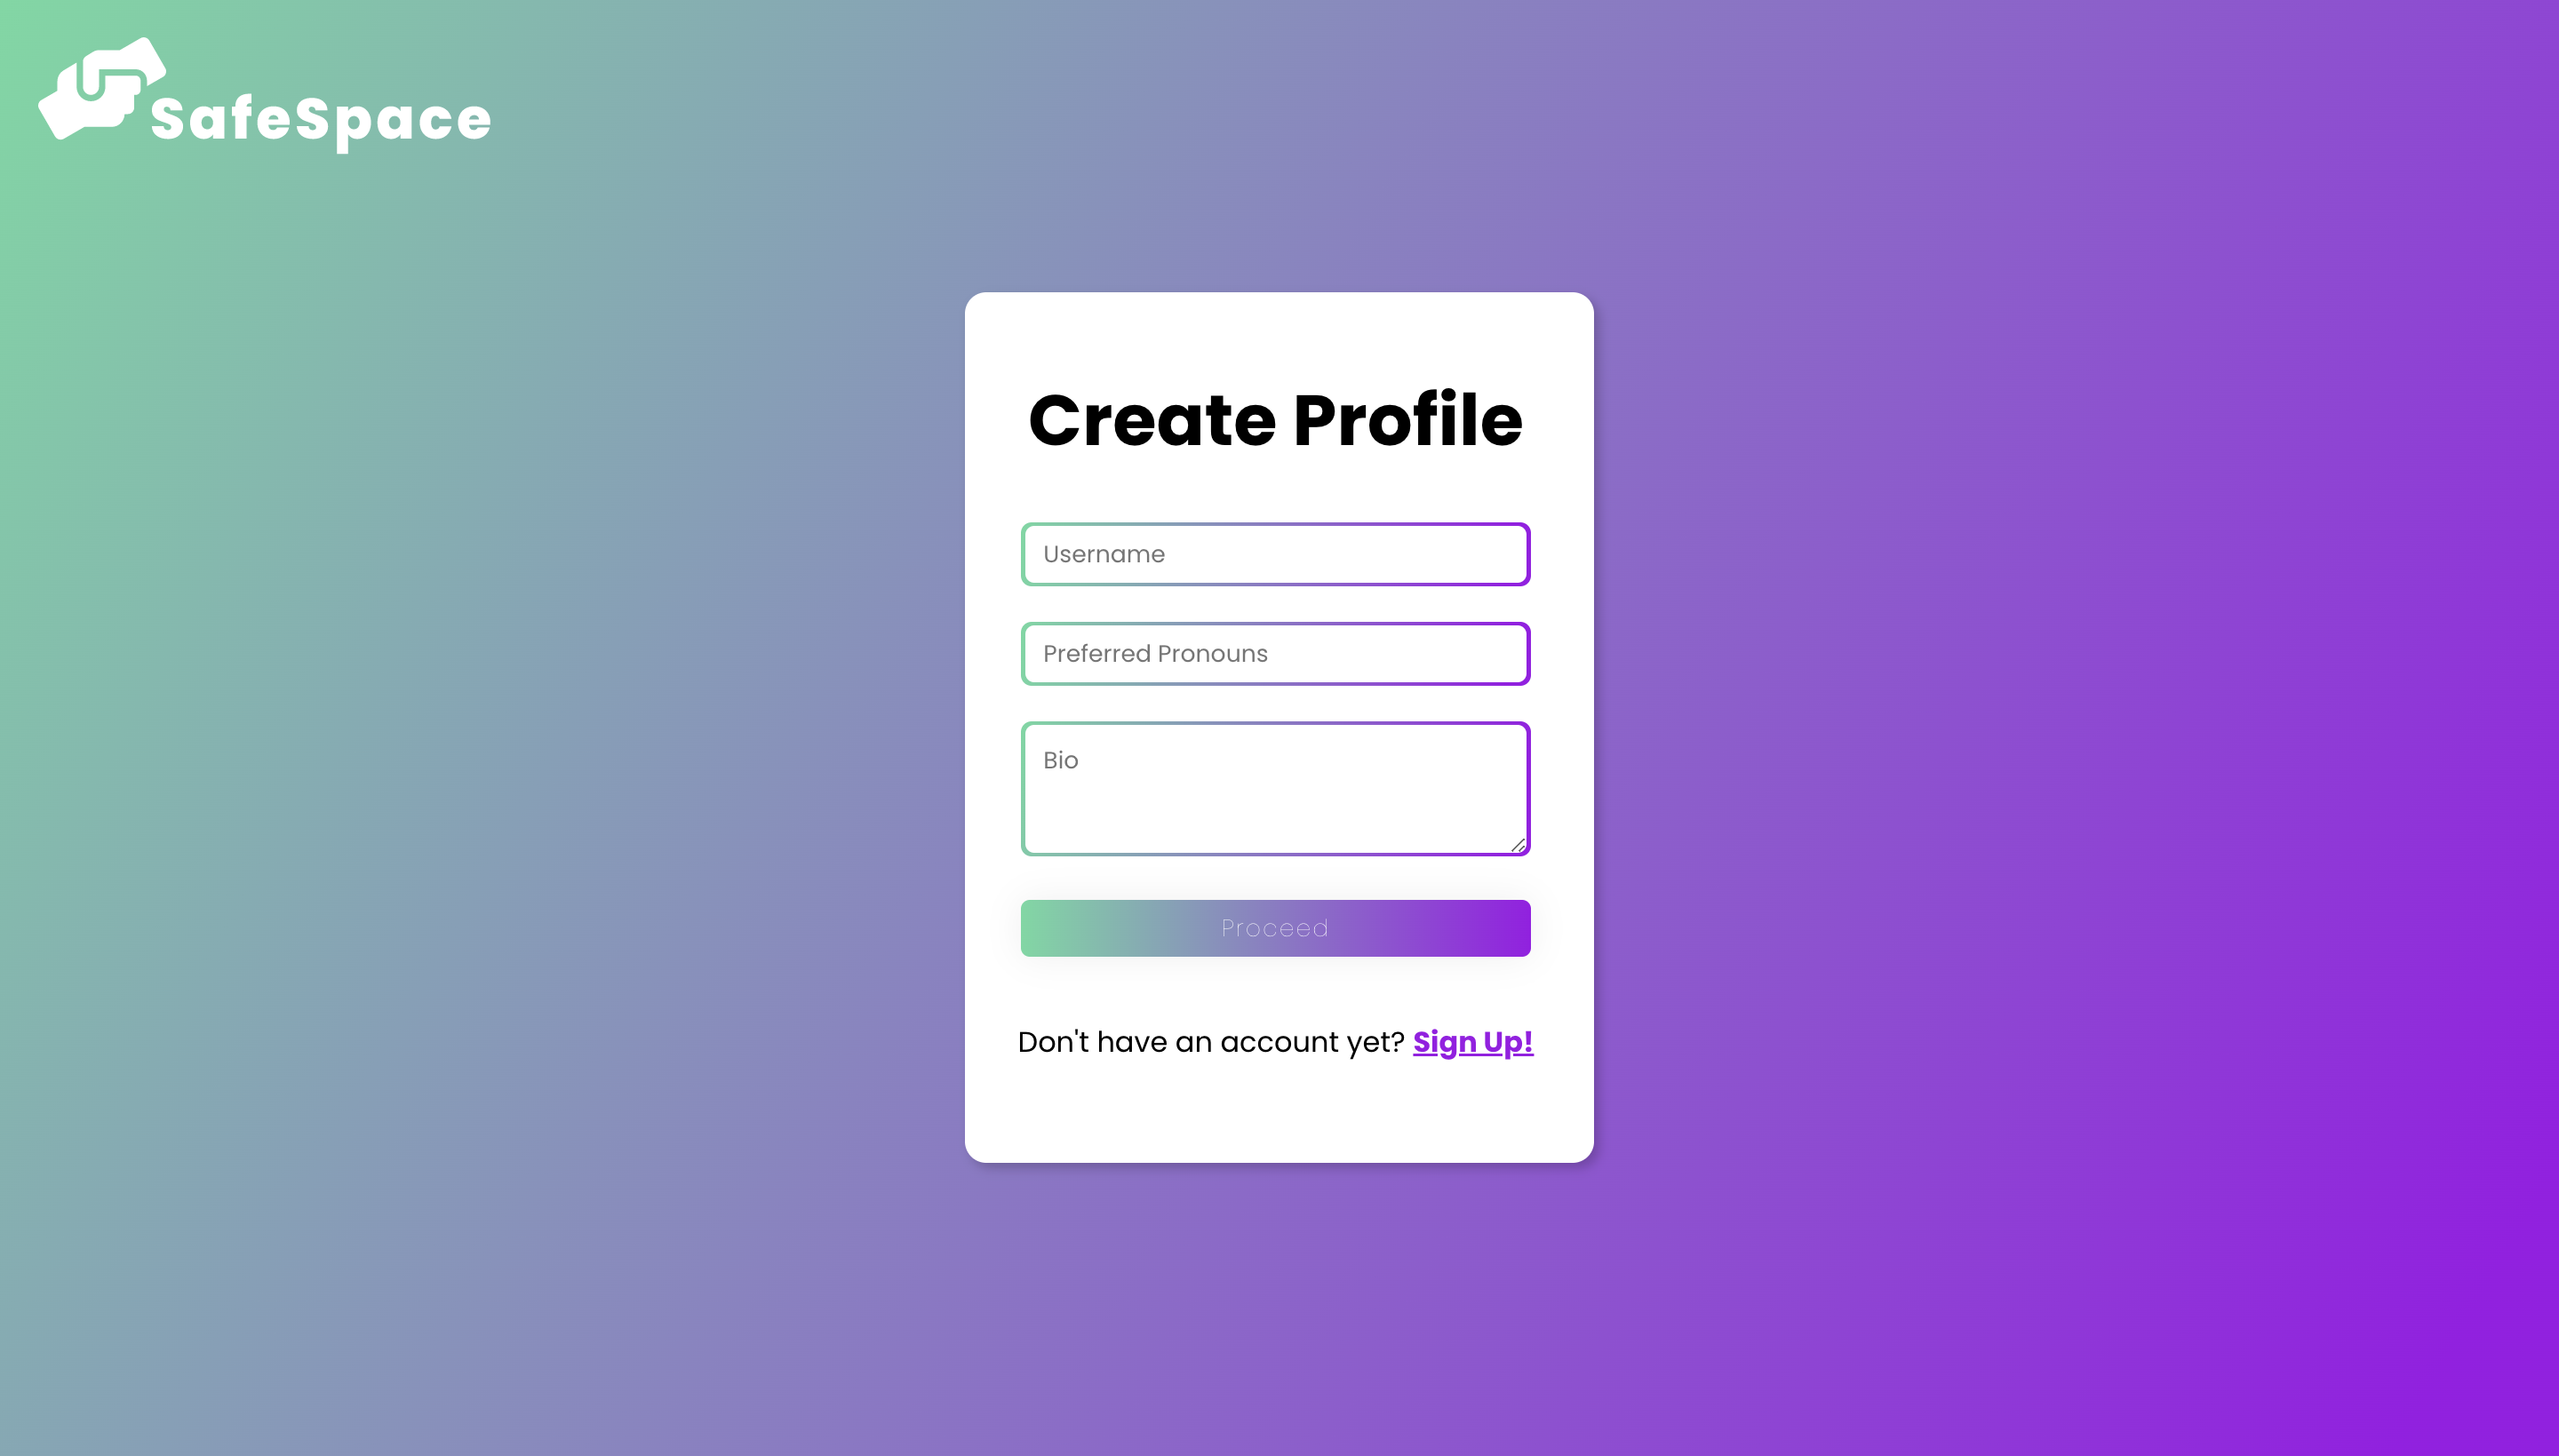 SafeSpace
Create Profile
Username
Preferred Pronouns
Bio
Proceed
Don't have an account yet? Sign Up!